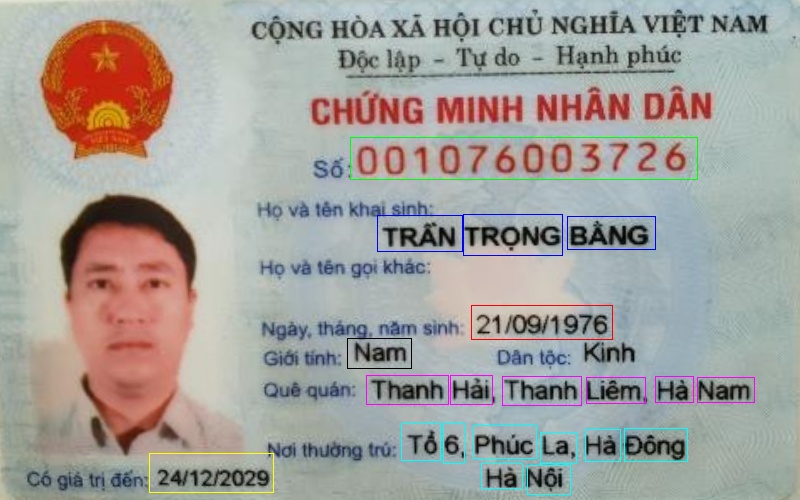 CỘNG HÒA XÃ HỘI CHỦ NGHĨA VIỆT NAM
Độc lập - Tự do - Hạnh phúc
CHỨNG MINH NHÂN DÂN
Số: 001076003726
Họ và tên khai sinh:
TRẦN TRỌNG BẰNG
Họ và tên gọi khác:
Ngày, tháng, năm sinh: 21/09/1976
Giới tính: Nam Dân tộc: Kinh
Quê quán: Thanh Hải, Thanh Liêm, Hà Nam
Nơi thường trú: Tổ 6, Phúc La, Hà Đông
Hà Nội
Có giá trị đến: 24/12/2029